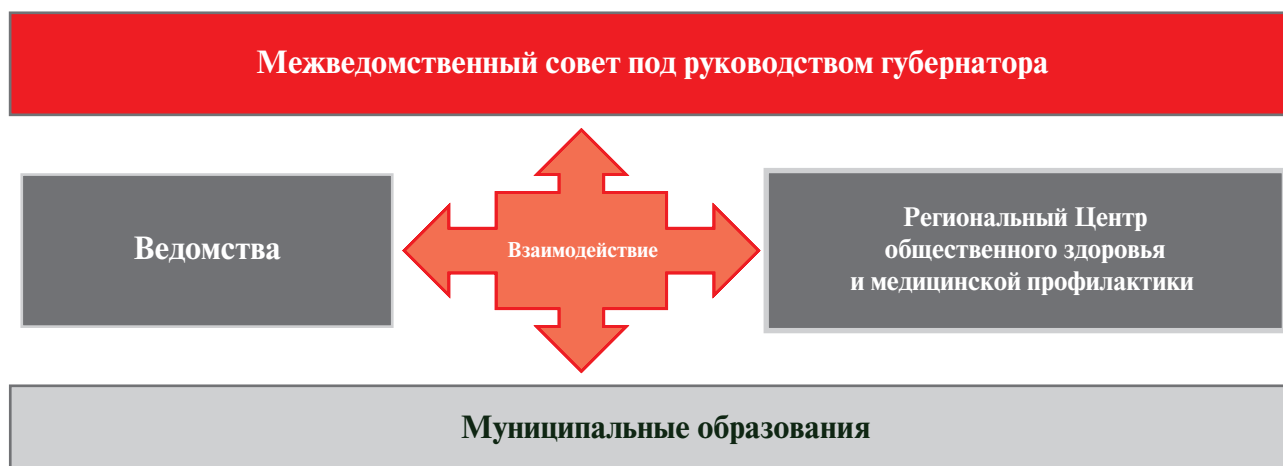 Межведомственный совет под руководством губернатора
Ведомства
Взаимодействие
Региональный Центр
общественного здоровья
и медицинской профилактики
Муниципальные образования